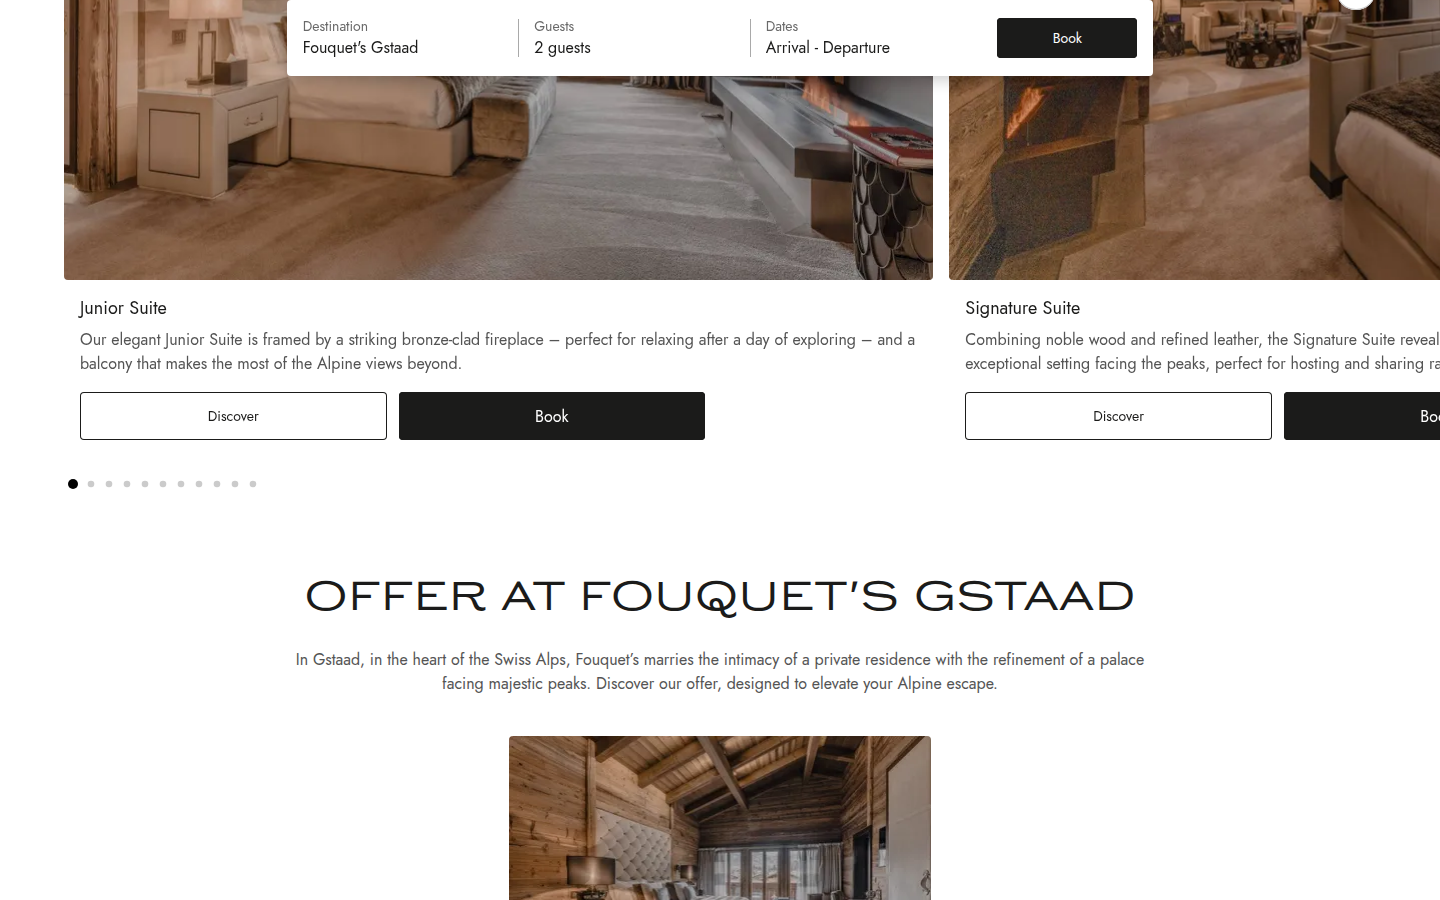 Destination
Fouquet's Gstaad
Guests
2 guests
Dates
Arrival - Departure
Book
Junior Suite
Our elegant Junior Suite is framed by a striking bronze-clad fireplace – perfect for relaxing after a day of exploring – and a
balcony that makes the most of the Alpine views beyond.
Discover
Book
Signature Suite
Combining noble wood and refined leather, the Signature Suite reveal
exceptional setting facing the peaks, perfect for hosting and sharing ra
Discover
Boo
OFFER AT FOUQUET'S GSTAAD
In Gstaad, in the heart of the Swiss Alps, Fouquet’s marries the intimacy of a private residence with the refinement of a palace
facing majestic peaks. Discover our offer, designed to elevate your Alpine escape.